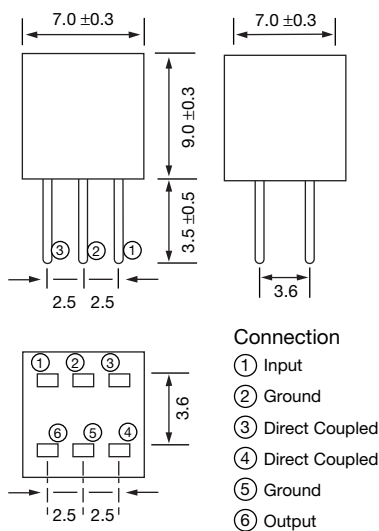 7.0 ±0.3
7.0 ±0.3
9.0 ±0.3
3.5 ±0.5
③ ② ①
2.5 2.5
3.6
① ② ③
3.6
⑥ ⑤ ④
2.5 2.5
Connection
① Input
② Ground
③ Direct Coupled
④ Direct Coupled
⑤ Ground
⑥ Output